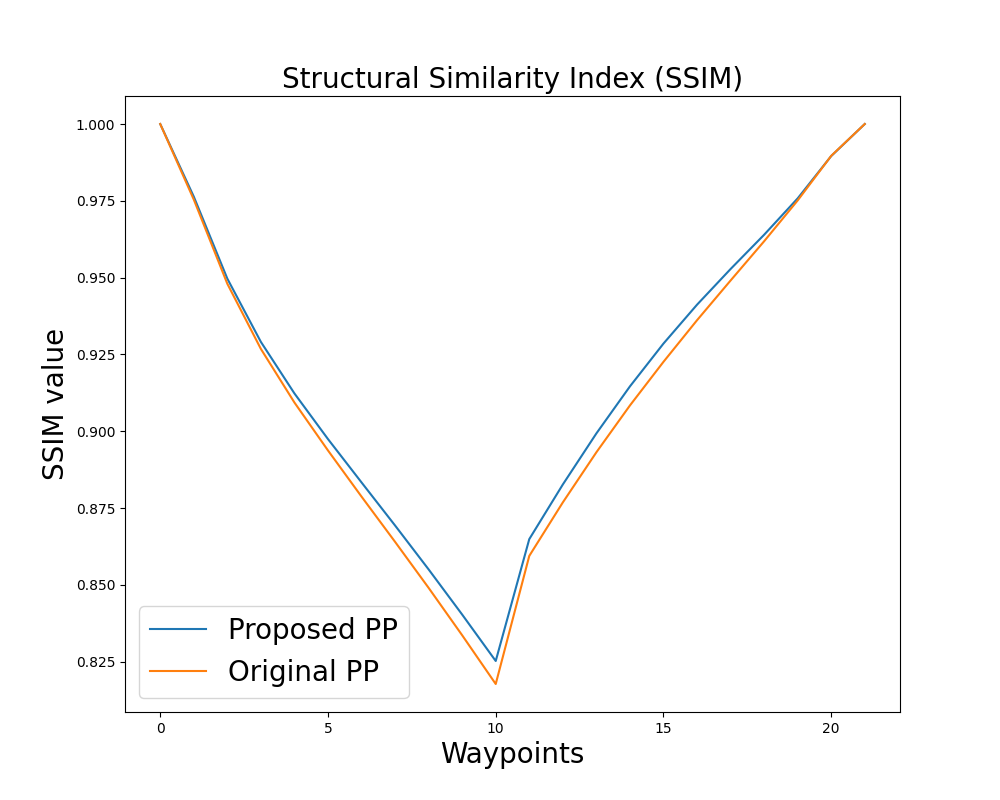 Structural Similarity Index (SSIM)
1.000
0.975
0.950
0.925
0.900
0.875
0.850
0.825
SSIM value
Proposed PP
Original PP
0 5 10 15 20
Waypoints